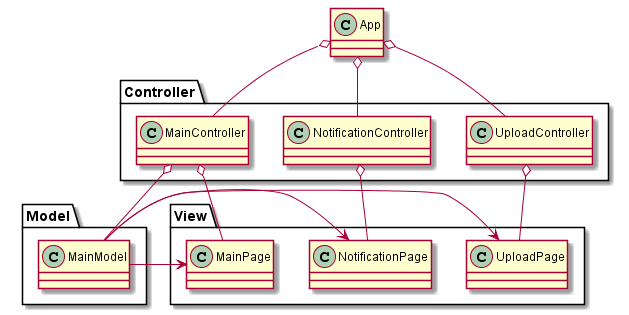 C App
Controller
C MainController
C NotificationController
C UploadController
Model
View
C MainModel
C MainPage
C NotificationPage
C UploadPage